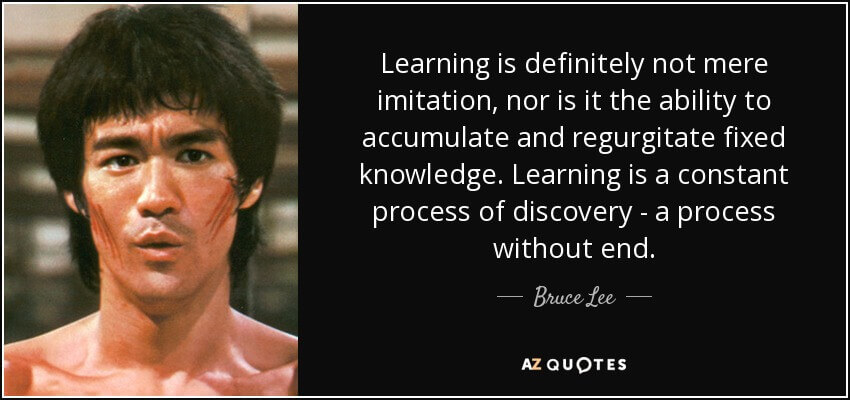 Learning is definitely not mere
imitation, nor is it the ability to
accumulate and regurgitate fixed
knowledge. Learning is a constant
process of discovery - a process
without end.
Bruce Lee
AZ QUOTES